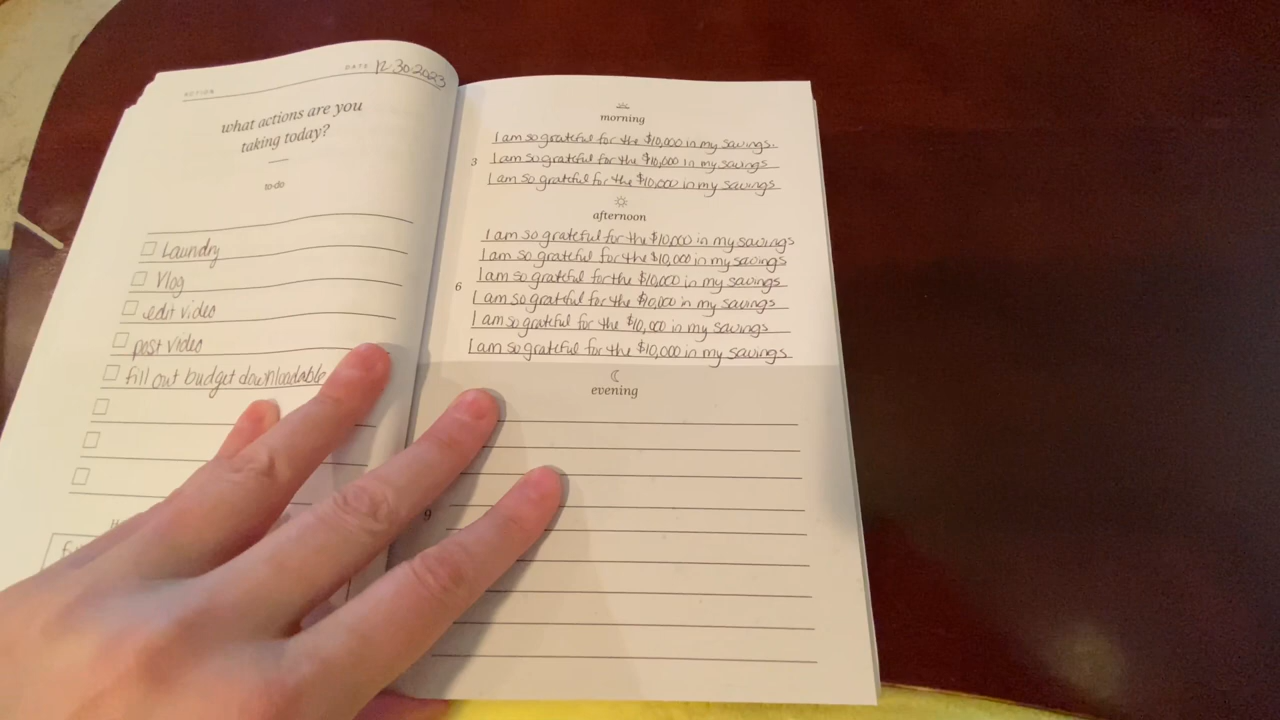 ACTION
DATE 12-30-2023
what actions are you
taking today?
to-do
Laundry
Vlog
edit video
post video
fill out budget downloadable
morning
I am so grateful for the $10,000 in my savings.
3
I am so grateful for the $10,000 in my savings
I am so grateful for the $10,000 in my savings
afternoon
I am so grateful for the $10,000 in my savings
I am so grateful for the $10,000 in my savings
I am so grateful for the $10,000 in my savings
6
I am so grateful for the $10,000 in my savings
I am so grateful for the $10,000 in my savings
I am so grateful for the $10,000 in my savings
evening
9